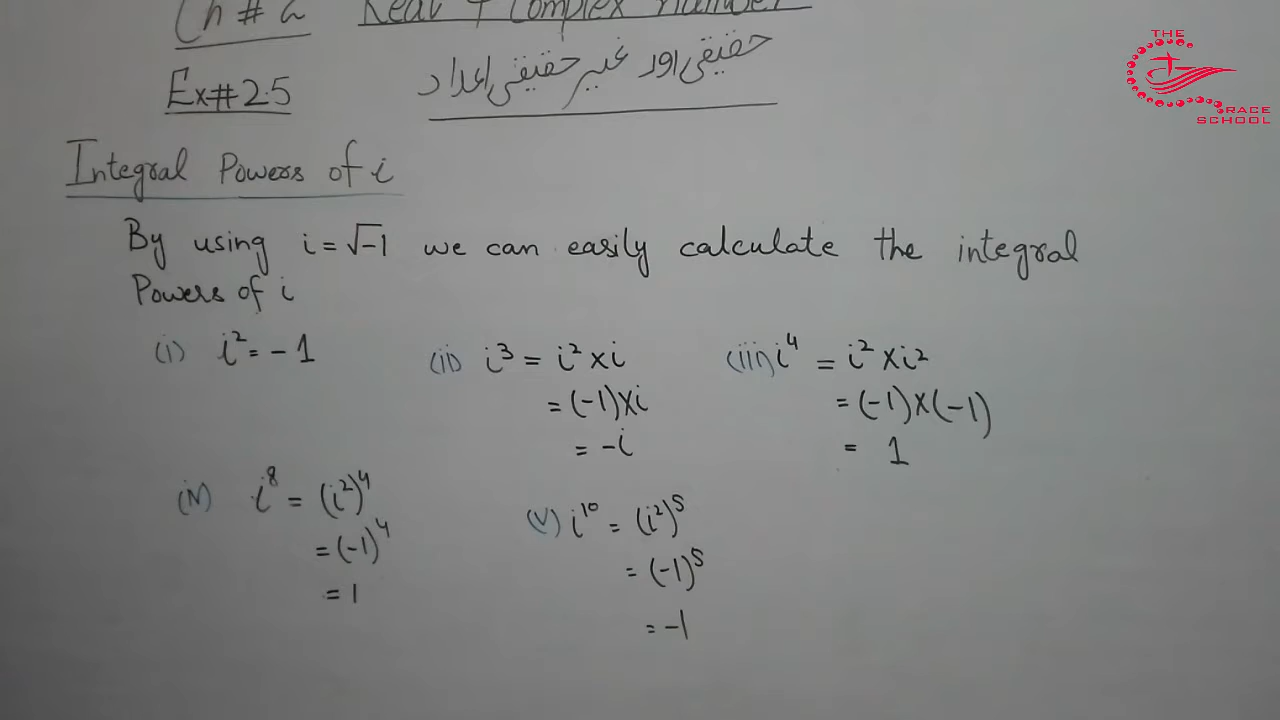 Ch # 2 Real & Complex Number
Ex# 2.5
حقیقی اور غیر حقیقی اعداد
Integral Powers of i
By using i = √-1 we can easily calculate the integral
Powers of i
(i) i² = -1
(ii) i³ = i² x i
= (-1) x i
= -i
(iii) i⁴ = i² x i²
= (-1) x (-1)
= 1
(iv) i⁸ = (i²)⁴
= (-1)⁴
= 1
(v) i¹⁰ = (i²)⁵
= (-1)⁵
= -1
THE
GRACE
SCHOOL